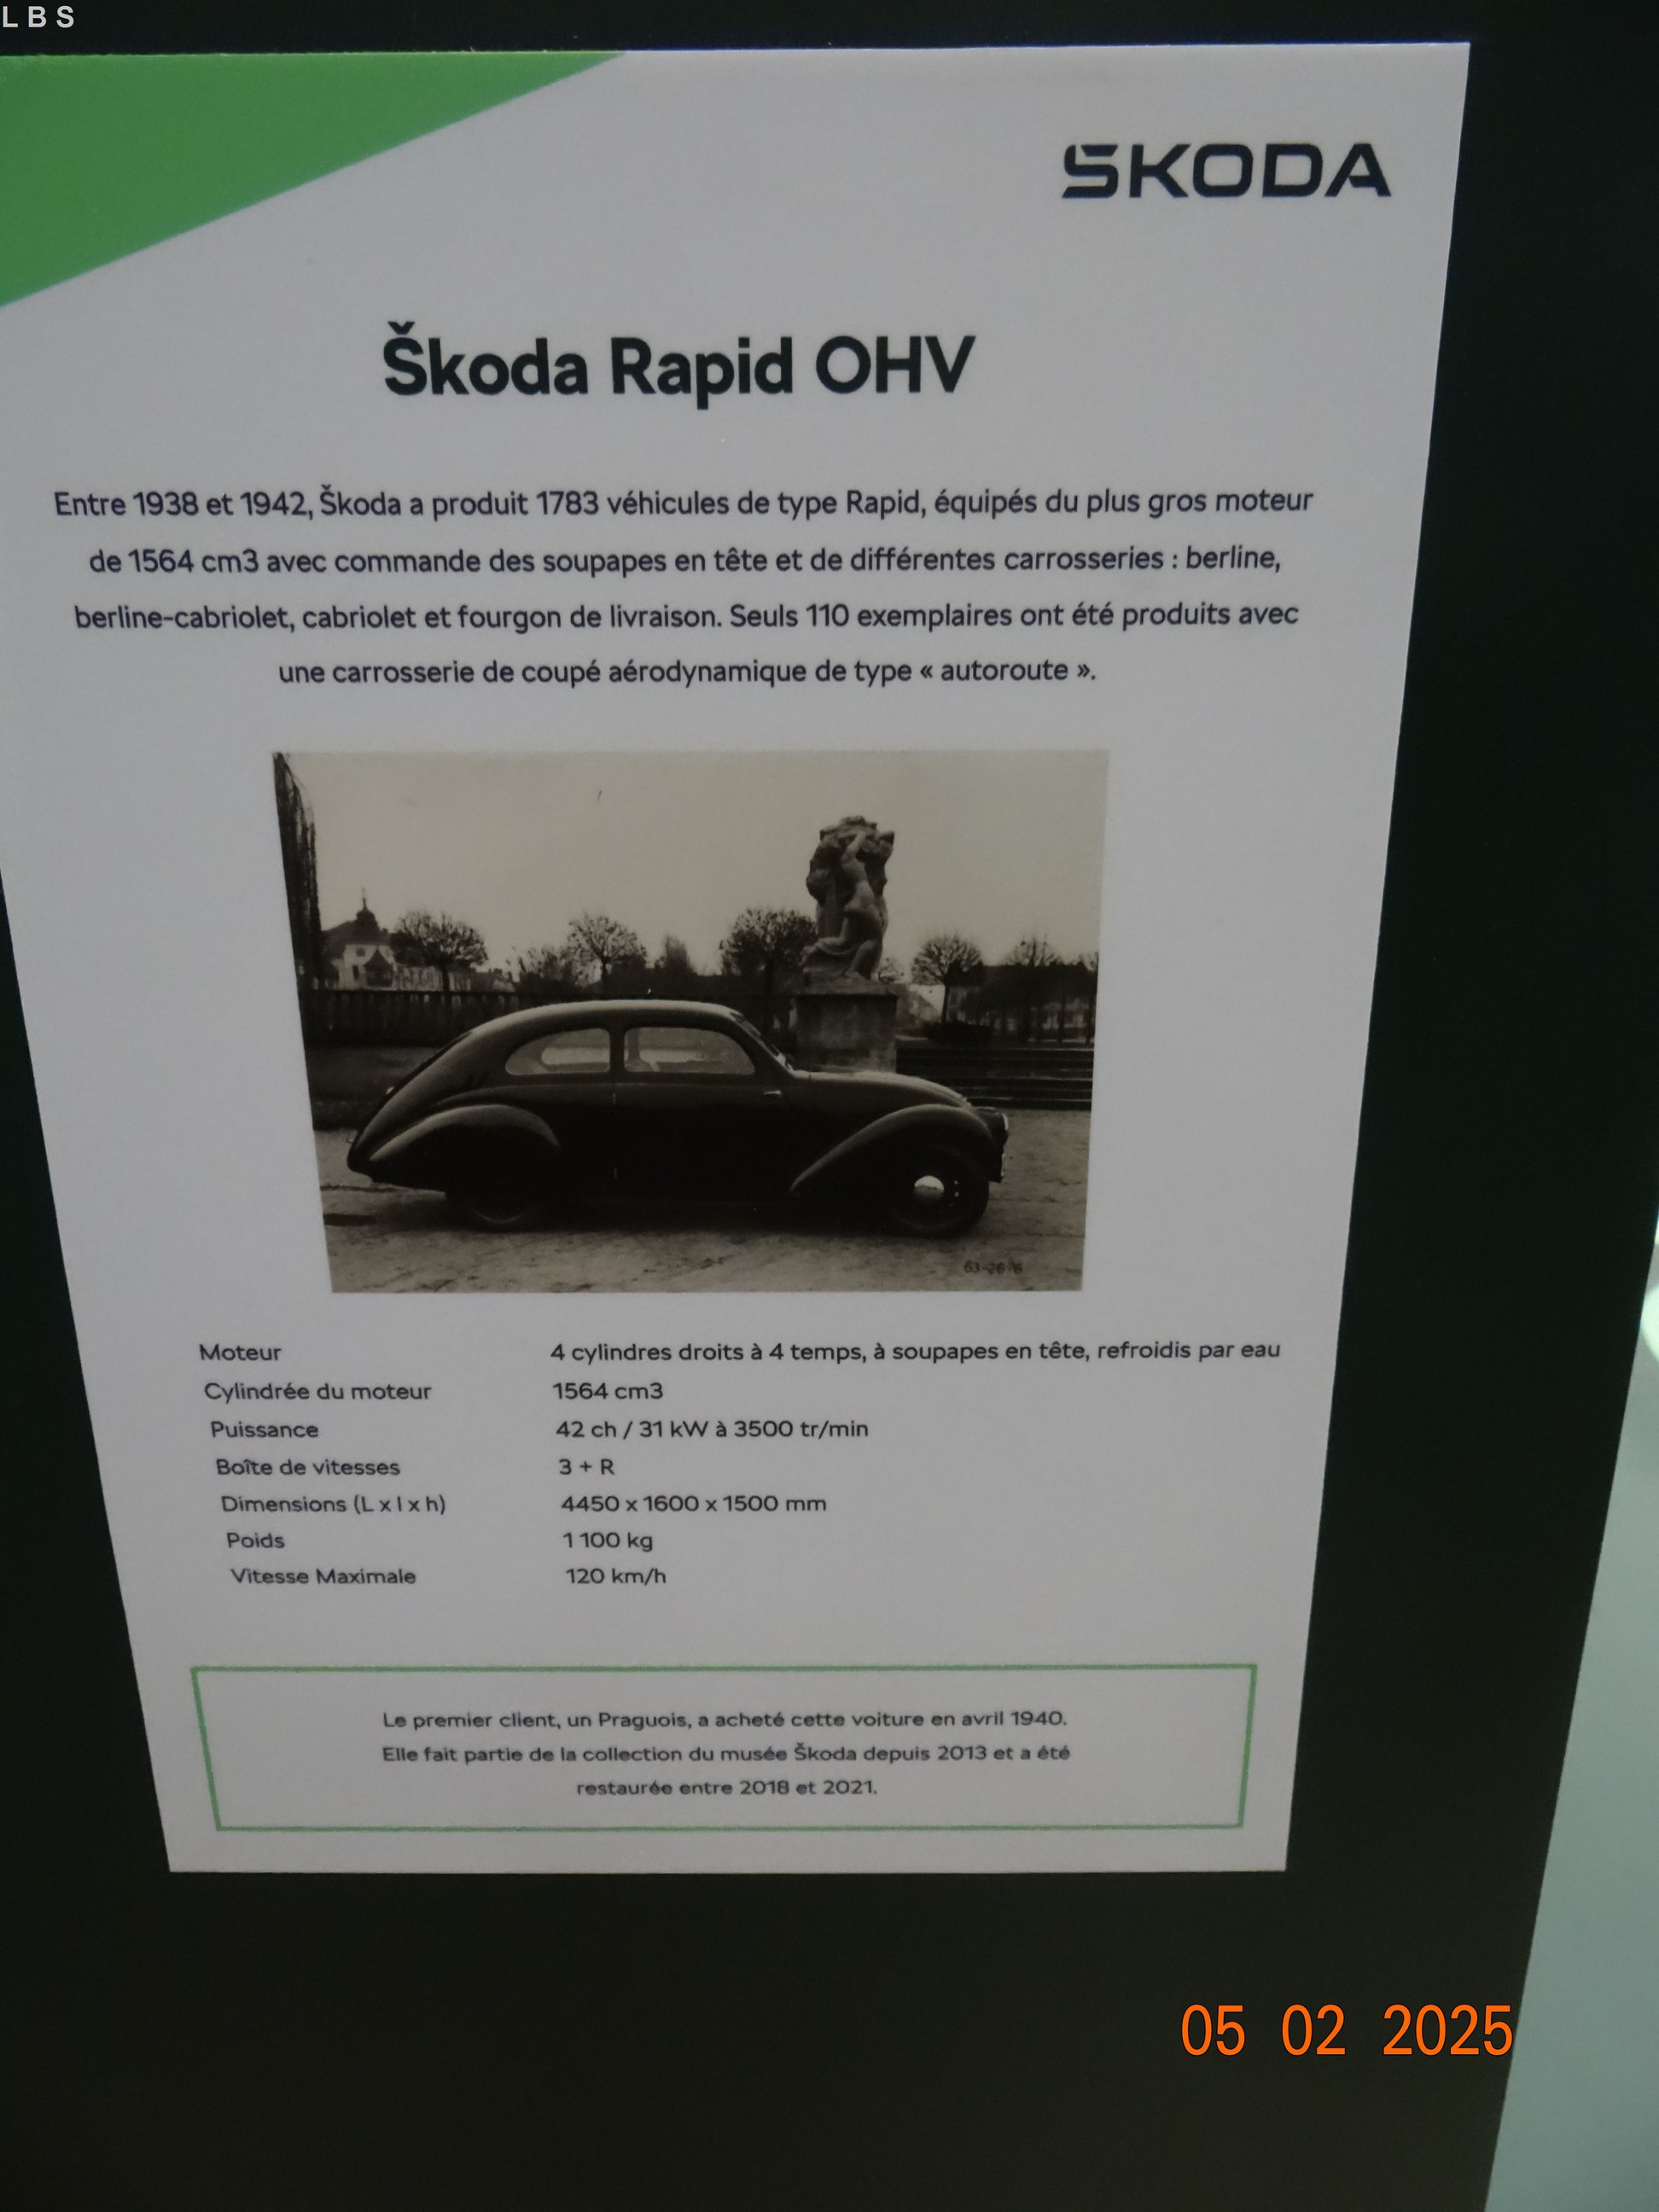 L B S
ŠKODA
Škoda Rapid OHV
Entre 1938 et 1942, Škoda a produit 1783 véhicules de type Rapid, équipés du plus gros moteur
de 1564 cm3 avec commande des soupapes en tête et de différentes carrosseries : berline,
berline-cabriolet, cabriolet et fourgon de livraison. Seuls 110 exemplaires ont été produits avec
une carrosserie de coupé aérodynamique de type « autoroute ».
Moteur 4 cylindres droits à 4 temps, à soupapes en tête, refroidis par eau
Cylindrée du moteur 1564 cm3
Puissance 42 ch / 31 kW à 3500 tr/min
Boîte de vitesses 3 + R
Dimensions (L x l x h) 4450 x 1600 x 1500 mm
Poids 1 100 kg
Vitesse Maximale 120 km/h
Le premier client, un Praguois, a acheté cette voiture en avril 1940.
Elle fait partie de la collection du musée Škoda depuis 2013 et a été
restaurée entre 2018 et 2021.
05 02 2025